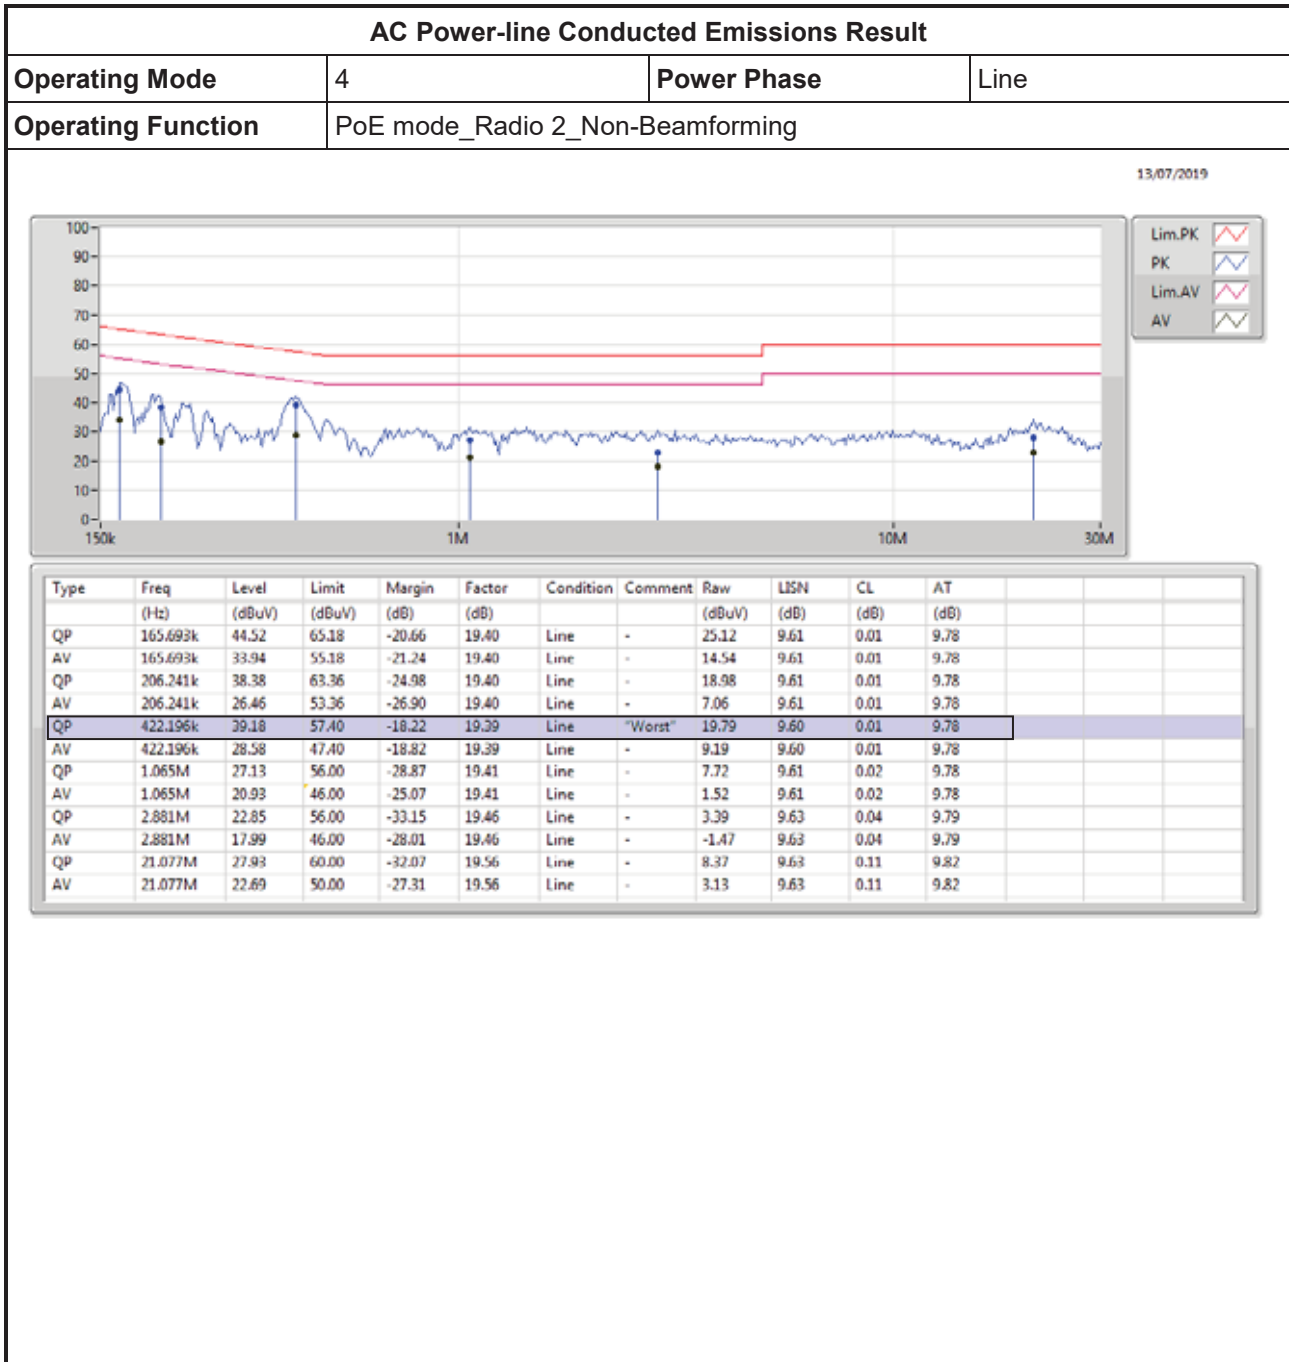 AC Power-line Conducted Emissions Result
Operating Mode 4 Power Phase Line
Operating Function PoE mode_Radio 2_Non-Beamforming
13/07/2019
100
90
80
70
60
50
40
30
20
10
0
150k 1M 10M 30M
Lim.PK
PK
Lim.AV
AV
Type Freq Level Limit Margin Factor Condition Comment Raw LISN CL AT
(Hz) (dBuV) (dBuV) (dB) (dB) (dBuV) (dB) (dB) (dB)
QP 165.693k 44.52 65.18 -20.66 19.40 Line - 25.12 9.61 0.01 9.78
AV 165.693k 33.94 55.18 -21.24 19.40 Line - 14.54 9.61 0.01 9.78
QP 206.241k 38.38 63.36 -24.98 19.40 Line - 18.98 9.61 0.01 9.78
AV 206.241k 26.46 53.36 -26.90 19.40 Line - 7.06 9.61 0.01 9.78
QP 422.196k 39.18 57.40 -18.22 19.39 Line "Worst" 19.79 9.60 0.01 9.78
AV 422.196k 28.58 47.40 -18.82 19.39 Line - 9.19 9.60 0.01 9.78
QP 1.065M 27.13 56.00 -28.87 19.41 Line - 7.72 9.61 0.02 9.78
AV 1.065M 20.93 46.00 -25.07 19.41 Line - 1.52 9.61 0.02 9.78
QP 2.881M 22.85 56.00 -33.15 19.46 Line - 3.39 9.63 0.04 9.79
AV 2.881M 17.99 46.00 -28.01 19.46 Line - -1.47 9.63 0.04 9.79
QP 21.077M 27.93 60.00 -32.07 19.56 Line - 8.37 9.63 0.11 9.82
AV 21.077M 22.69 50.00 -27.31 19.56 Line - 3.13 9.63 0.11 9.82